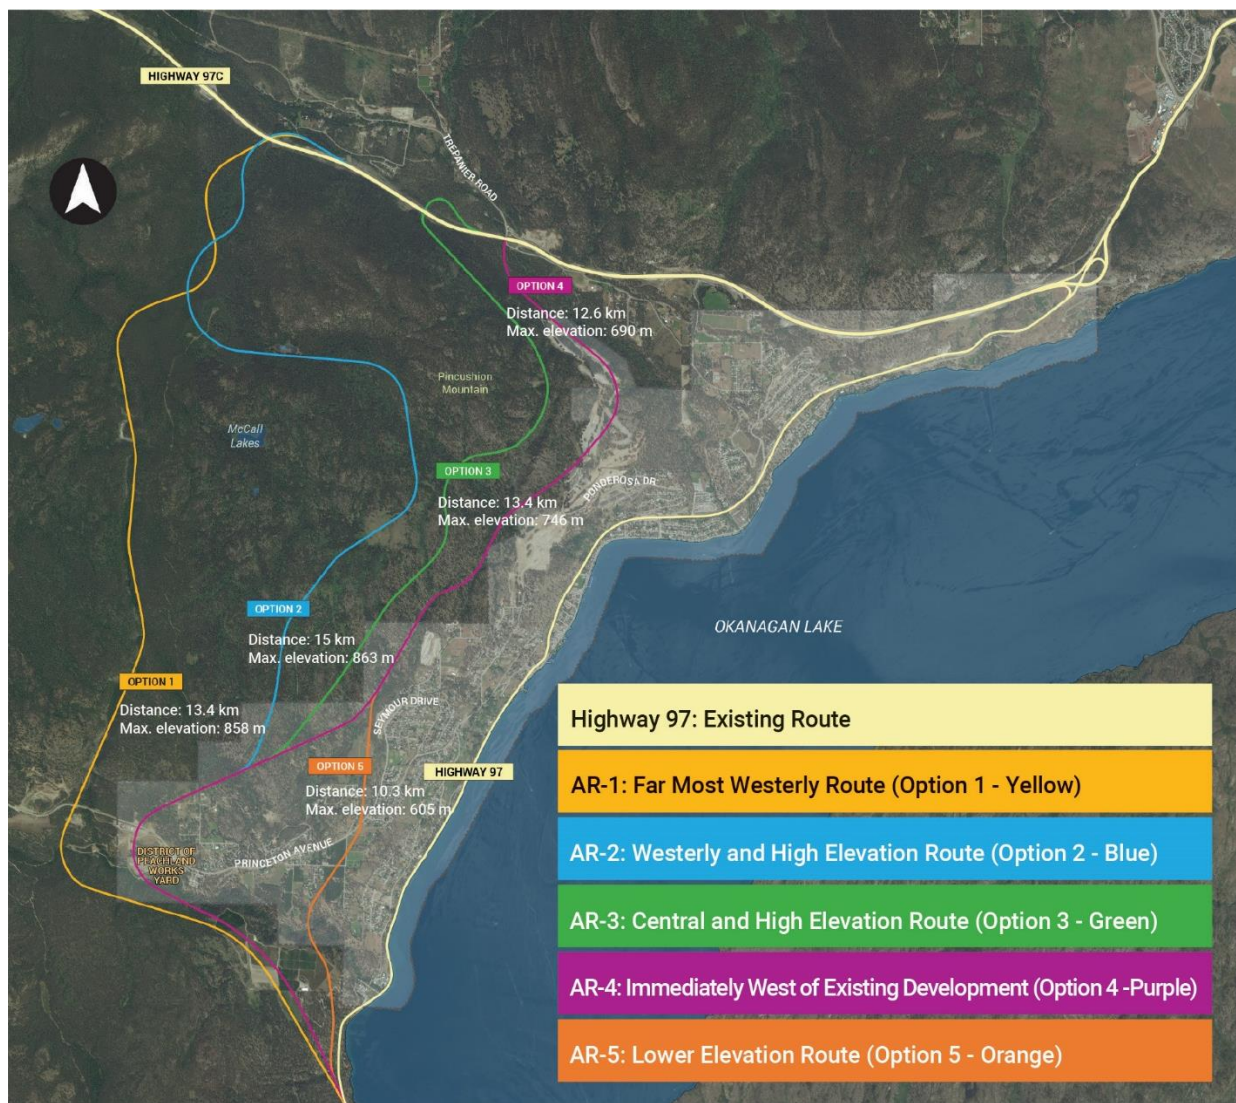 HIGHWAY 97C
TREPANIER ROAD
OPTION 4
Distance: 12.6 km
Max. elevation: 690 m
Pincushion
Mountain
McCall
Lakes
OPTION 3
Distance: 13.4 km
Max. elevation: 746 m
PONDEROSA DR.
OPTION 2
Distance: 15 km
Max. elevation: 863 m
OKANAGAN LAKE
OPTION 1
Distance: 13.4 km
Max. elevation: 858 m
SEYMOUR DRIVE
OPTION 5
Distance: 10.3 km
Max. elevation: 605 m
HIGHWAY 97
PRINCETON AVENUE
DISTRICT OF
PEACHLAND
WORKS
YARD
Highway 97: Existing Route
AR-1: Far Most Westerly Route (Option 1 - Yellow)
AR-2: Westerly and High Elevation Route (Option 2 - Blue)
AR-3: Central and High Elevation Route (Option 3 - Green)
AR-4: Immediately West of Existing Development (Option 4 -Purple)
AR-5: Lower Elevation Route (Option 5 - Orange)